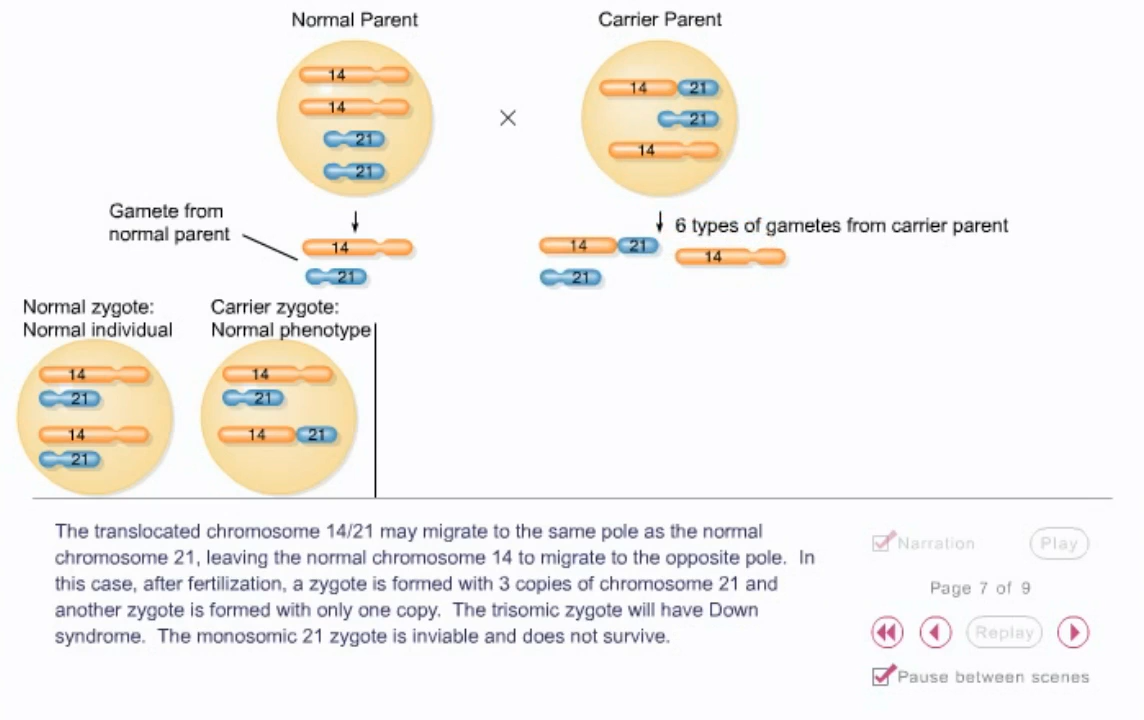 Normal Parent
Carrier Parent
14
14
21
21
14 21
21
14
Gamete from
normal parent
14
21
6 types of gametes from carrier parent
14 21
14
21
Normal zygote:
Normal individual
Carrier zygote:
Normal phenotype
14
21
14
21
14
21
14 21
The translocated chromosome 14/21 may migrate to the same pole as the normal
chromosome 21, leaving the normal chromosome 14 to migrate to the opposite pole. In
this case, after fertilization, a zygote is formed with 3 copies of chromosome 21 and
another zygote is formed with only one copy. The trisomic zygote will have Down
syndrome. The monosomic 21 zygote is inviable and does not survive.
Narration
Play
Page 7 of 9
Replay
Pause between scenes